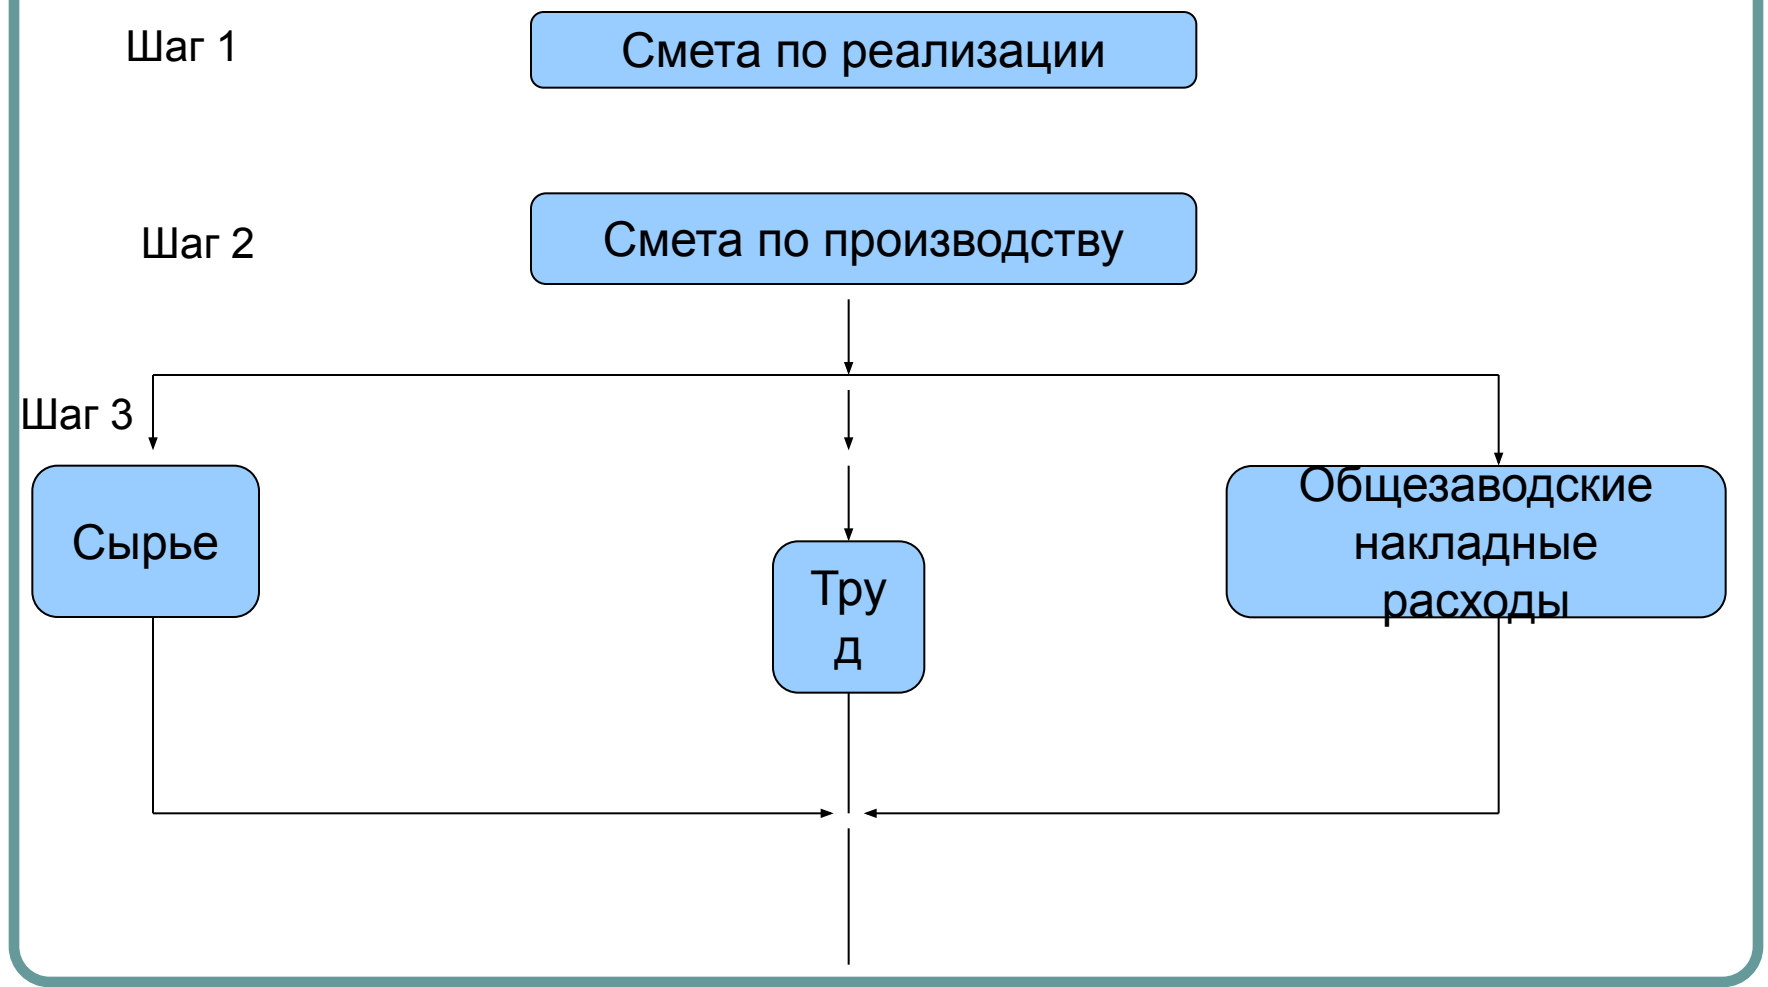 Шаг 1
Смета по реализации
Шаг 2
Смета по производству
Шаг 3
Сырье
Тру
д
Общезаводские
накладные
расходы